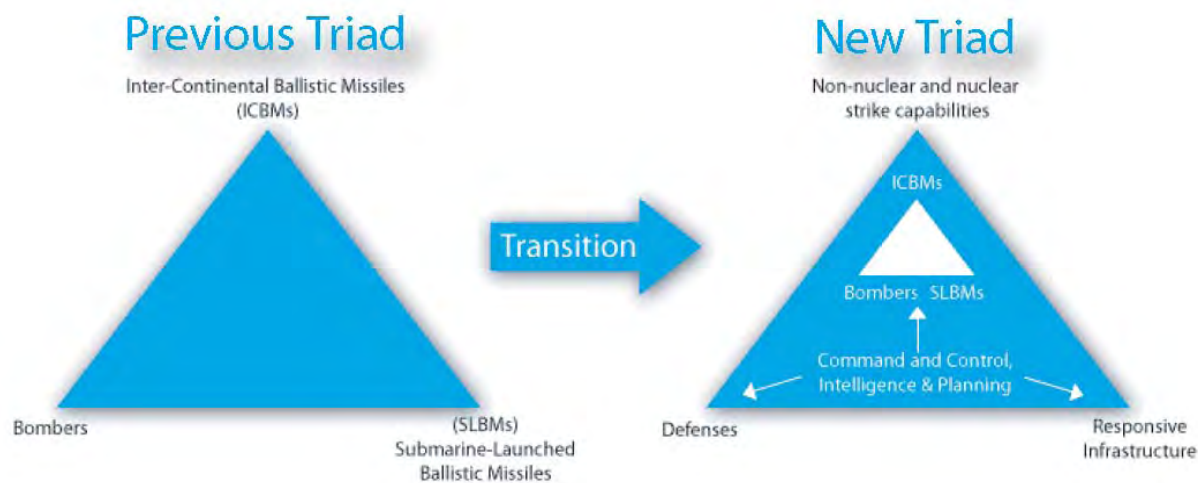 Previous Triad
Inter-Continental Ballistic Missiles
(ICBMs)
Bombers
(SLBMs)
Submarine-Launched
Ballistic Missiles
Transition
New Triad
Non-nuclear and nuclear
strike capabilities
ICBMs
Bombers SLBMs
Command and Control,
Intelligence & Planning
Defenses
Responsive
Infrastructure